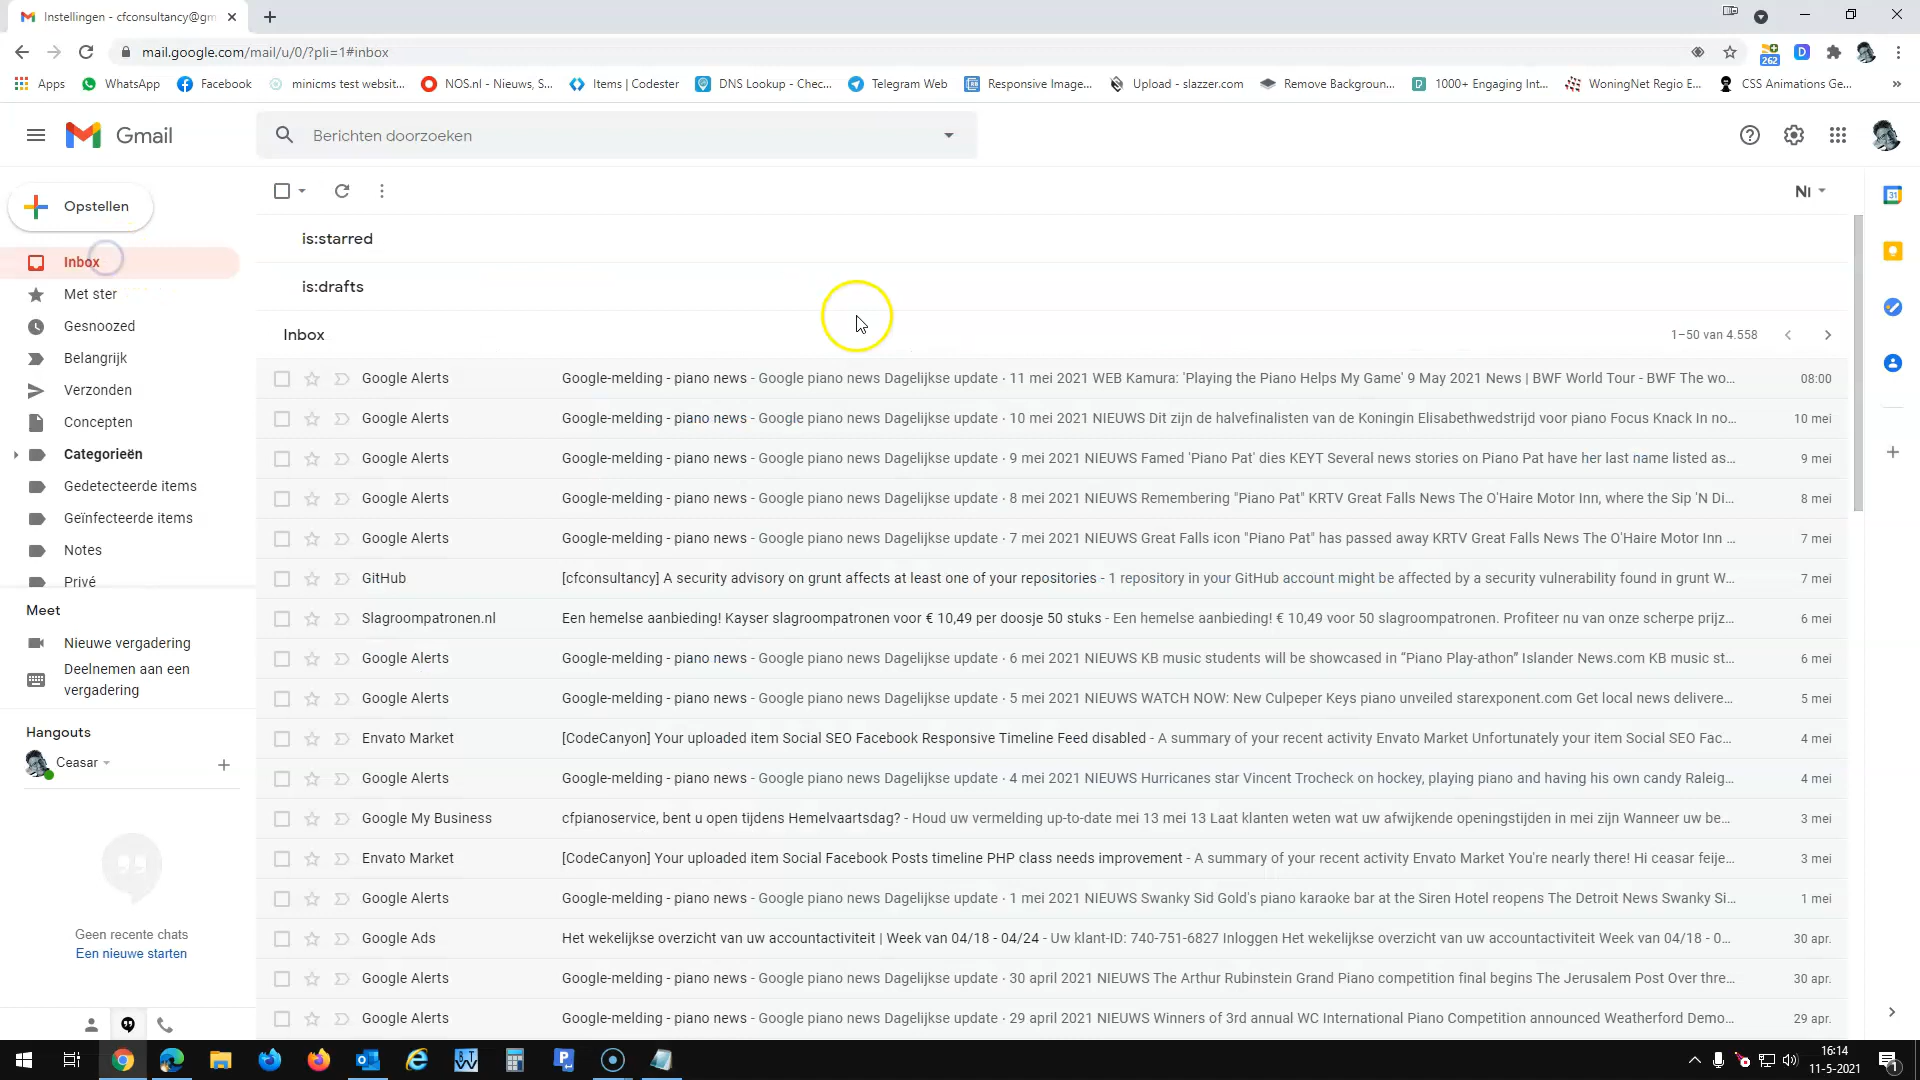 Instellingen - cfconsultancy@gm
mail.google.com/mail/u/0/?pli=1#inbox
262
Apps
WhatsApp
Facebook
minicms test websit...
NOS.nl - Nieuws, S...
Items | Codester
DNS Lookup - Chec...
Telegram Web
Responsive Image...
Upload - slazzer.com
Remove Backgroun...
1000+ Engaging Int...
WoningNet Regio E...
CSS Animations Ge...
Gmail
Berichten doorzoeken
Opstellen
Inbox
Met ster
Gesnoozed
Belangrijk
Verzonden
Concepten
Categorieën
Gedetecteerde items
Geïnfecteerde items
Notes
Privé
Meet
Nieuwe vergadering
Deelnemen aan een
vergadering
Hangouts
Ceasar
Geen recente chats
Een nieuwe starten
is:starred
is:drafts
Inbox
1–50 van 4.558
Google Alerts Google-melding - piano news - Google piano news Dagelijkse update · 11 mei 2021 WEB Kamura: 'Playing the Piano Helps My Game' 9 May 2021 News | BWF World Tour - BWF The wo... 08:00
Google Alerts Google-melding - piano news - Google piano news Dagelijkse update · 10 mei 2021 NIEUWS Dit zijn de halvefinalisten van de Koningin Elisabethwedstrijd voor piano Focus Knack In no... 10 mei
Google Alerts Google-melding - piano news - Google piano news Dagelijkse update · 9 mei 2021 NIEUWS Famed 'Piano Pat' dies KEYT Several news stories on Piano Pat have her last name listed as... 9 mei
Google Alerts Google-melding - piano news - Google piano news Dagelijkse update · 8 mei 2021 NIEUWS Remembering "Piano Pat" KRTV Great Falls News The O'Haire Motor Inn, where the Sip 'N Di... 8 mei
Google Alerts Google-melding - piano news - Google piano news Dagelijkse update · 7 mei 2021 NIEUWS Great Falls icon "Piano Pat" has passed away KRTV Great Falls News The O'Haire Motor Inn ... 7 mei
GitHub [cfconsultancy] A security advisory on grunt affects at least one of your repositories - 1 repository in your GitHub account might be affected by a security vulnerability found in grunt W... 7 mei
Slagroompatronen.nl Een hemelse aanbieding! Kayser slagroompatronen voor € 10,49 per doosje 50 stuks - Een hemelse aanbieding! € 10,49 voor 50 slagroompatronen. Profiteer nu van onze scherpe prijz... 6 mei
Google Alerts Google-melding - piano news - Google piano news Dagelijkse update · 6 mei 2021 NIEUWS KB music students will be showcased in “Piano Play-athon” Islander News.com KB music st... 6 mei
Google Alerts Google-melding - piano news - Google piano news Dagelijkse update · 5 mei 2021 NIEUWS WATCH NOW: New Culpeper Keys piano unveiled starexponent.com Get local news delivere... 5 mei
Envato Market [CodeCanyon] Your uploaded item Social SEO Facebook Responsive Timeline Feed disabled - A summary of your recent activity Envato Market Unfortunately your item Social SEO Fac... 4 mei
Google Alerts Google-melding - piano news - Google piano news Dagelijkse update · 4 mei 2021 NIEUWS Hurricanes star Vincent Trocheck on hockey, playing piano and having his own candy Raleig... 4 mei
Google My Business cfpianoservice, bent u open tijdens Hemelvaartsdag? - Houd uw vermelding up-to-date mei 13 mei 13 Laat klanten weten wat uw afwijkende openingstijden in mei zijn Wanneer uw be... 3 mei
Envato Market [CodeCanyon] Your uploaded item Social Facebook Posts timeline PHP class needs improvement - A summary of your recent activity Envato Market You're nearly there! Hi ceasar feije... 3 mei
Google Alerts Google-melding - piano news - Google piano news Dagelijkse update · 1 mei 2021 NIEUWS Swanky Sid Gold's piano karaoke bar at the Siren Hotel reopens The Detroit News Swanky Si... 1 mei
Google Ads Het wekelijkse overzicht van uw accountactiviteit | Week van 04/18 - 04/24 - Uw klant-ID: 740-751-6827 Inloggen Het wekelijkse overzicht van uw accountactiviteit Week van 04/18 - 0... 30 apr.
Google Alerts Google-melding - piano news - Google piano news Dagelijkse update · 30 april 2021 NIEUWS The Arthur Rubinstein Grand Piano competition final begins The Jerusalem Post Over thre... 30 apr.
Google Alerts Google-melding - piano news - Google piano news Dagelijkse update · 29 april 2021 NIEUWS Winners of 3rd annual WC International Piano Competition announced Weatherford Demo... 29 apr.
16:14
11-5-2021